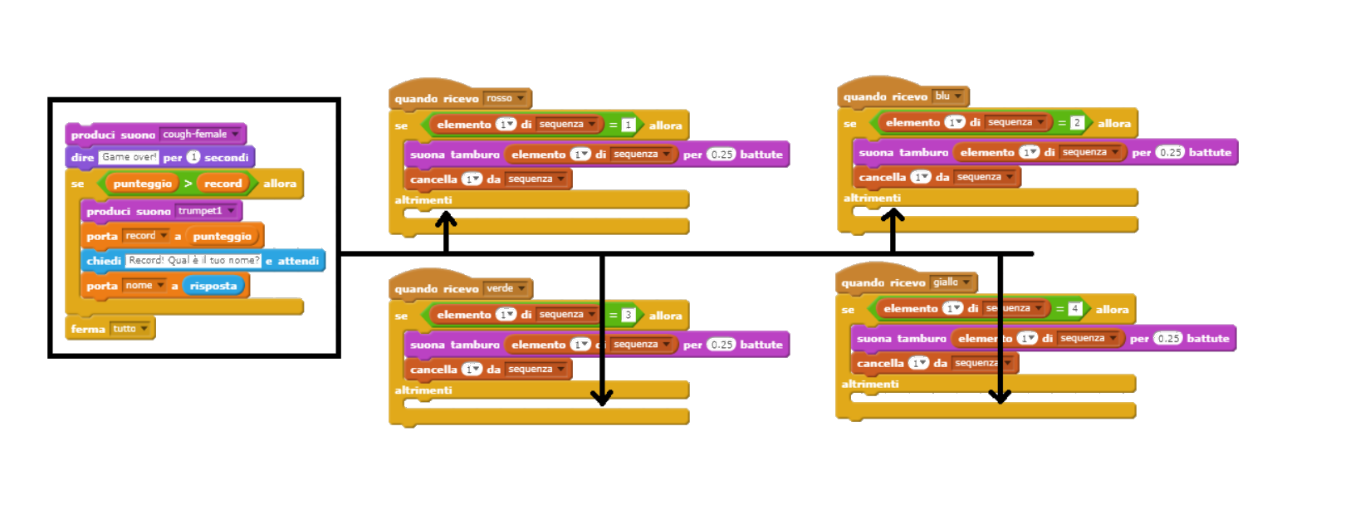 produci suono cough-female
dire Game over! per 1 secondi
se punteggio > record allora
produci suono trumpet1
porta record a punteggio
chiedi Record! Qual è il tuo nome? e attendi
porta nome a risposta
ferma tutto
quando ricevo rosso
se elemento 1 di sequenza = 1 allora
suona tamburo elemento 1 di sequenza per 0.25 battute
cancella 1 da sequenza
altrimenti
quando ricevo blu
se elemento 1 di sequenza = 2 allora
suona tamburo elemento 1 di sequenza per 0.25 battute
cancella 1 da sequenza
altrimenti
quando ricevo verde
se elemento 1 di sequenza = 3 allora
suona tamburo elemento 1 di sequenza per 0.25 battute
cancella 1 da sequenza
altrimenti
quando ricevo giallo
se elemento 1 di sequenza = 4 allora
suona tamburo elemento 1 di sequenza per 0.25 battute
cancella 1 da sequenza
altrimenti